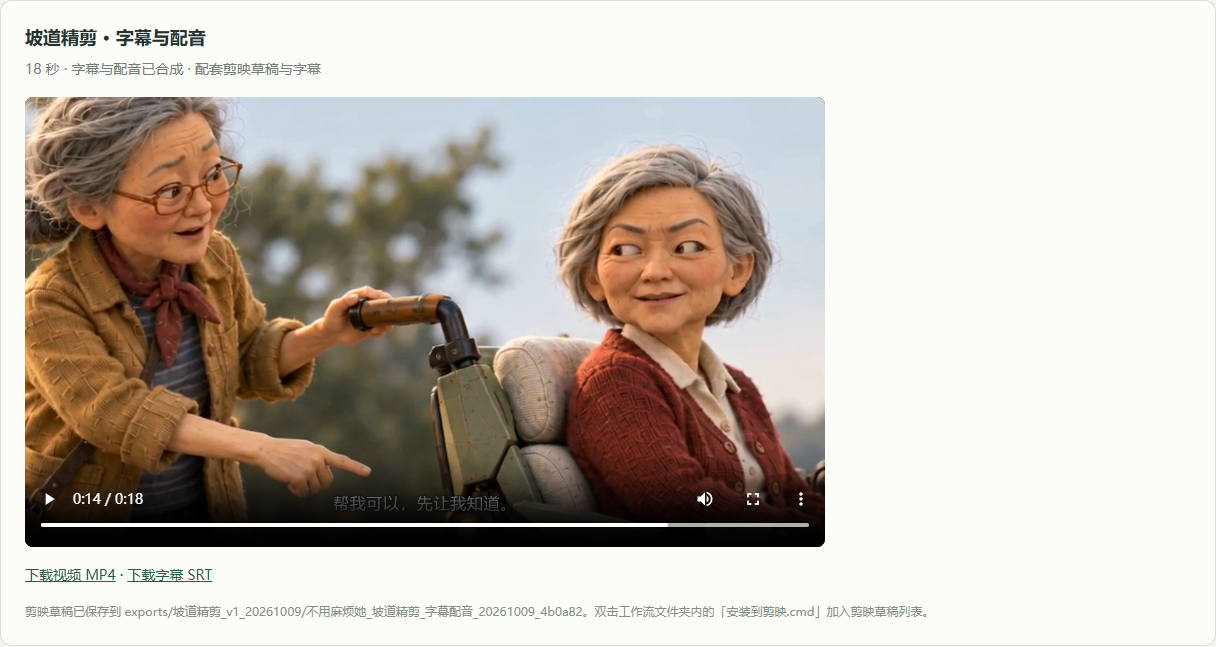 坡道精剪・字幕与配音
18 秒 · 字幕与配音已合成 · 配套剪映草稿与字幕
帮我可以，先让我知道。
0:14 / 0:18
下载视频 MP4 · 下载字幕 SRT
剪映草稿已保存到 exports/坡道精剪_v1_20261009/不用麻烦她_坡道精剪_字幕配音_20261009_4b0a82。双击工作流文件夹内的「安装到剪映.cmd」加入剪映草稿列表。